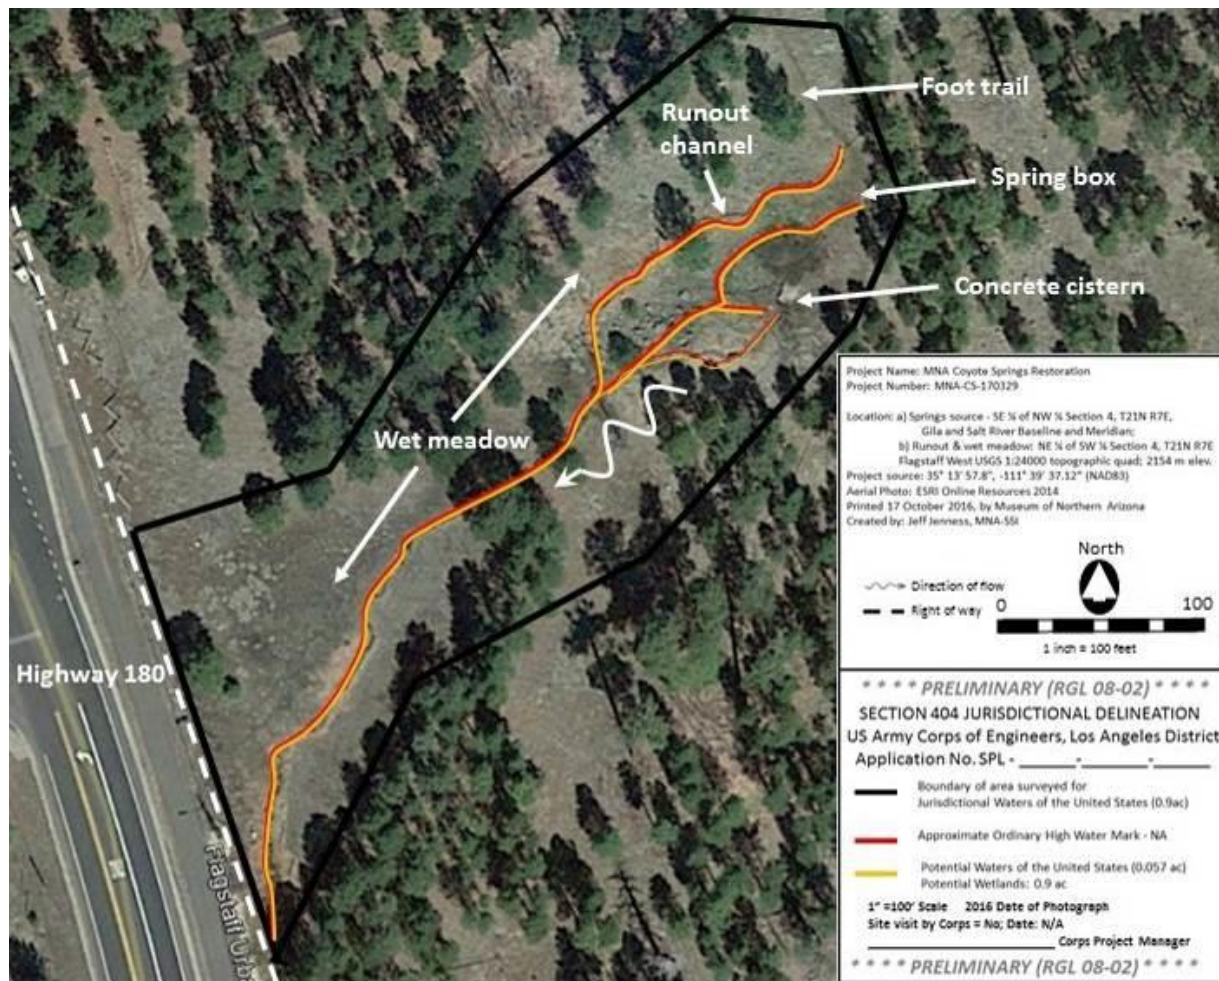 Foot trail
Runout
channel
Spring box
Concrete cistern
Wet meadow
Highway 180
Flagstaff Urb
Project Name: MNA Coyote Springs Restoration
Project Number: MNA-CS-170329
Location: a) Springs source - SE ¼ of NW ¼ Section 4, T21N R7E,
Gila and Salt River Baseline and Meridian;
b) Runout & wet meadow: NE ¼ of SW ¼ Section 4, T21N R7E
Flagstaff West USGS 1:24000 topographic quad; 2154 m elev.
Project source: 35° 13' 57.8", -111° 39' 37.12" (NAD83)
Aerial Photo: ESRI Online Resources 2014
Printed 17 October 2016, by Museum of Northern Arizona
Created by: Jeff Jenness, MNA-SSI
North
Direction of flow
Right of way
0 100
1 inch = 100 feet
* * * * PRELIMINARY (RGL 08-02) * * * *
SECTION 404 JURISDICTIONAL DELINEATION
US Army Corps of Engineers, Los Angeles District
Application No. SPL - ______-______-_____
Boundary of area surveyed for
Jurisdictional Waters of the United States (0.9ac)
Approximate Ordinary High Water Mark - NA
Potential Waters of the United States (0.057 ac)
Potential Wetlands: 0.9 ac
1" =100' Scale 2016 Date of Photograph
Site visit by Corps = No; Date: N/A
____________________ Corps Project Manager
* * * * PRELIMINARY (RGL 08-02) * * * *